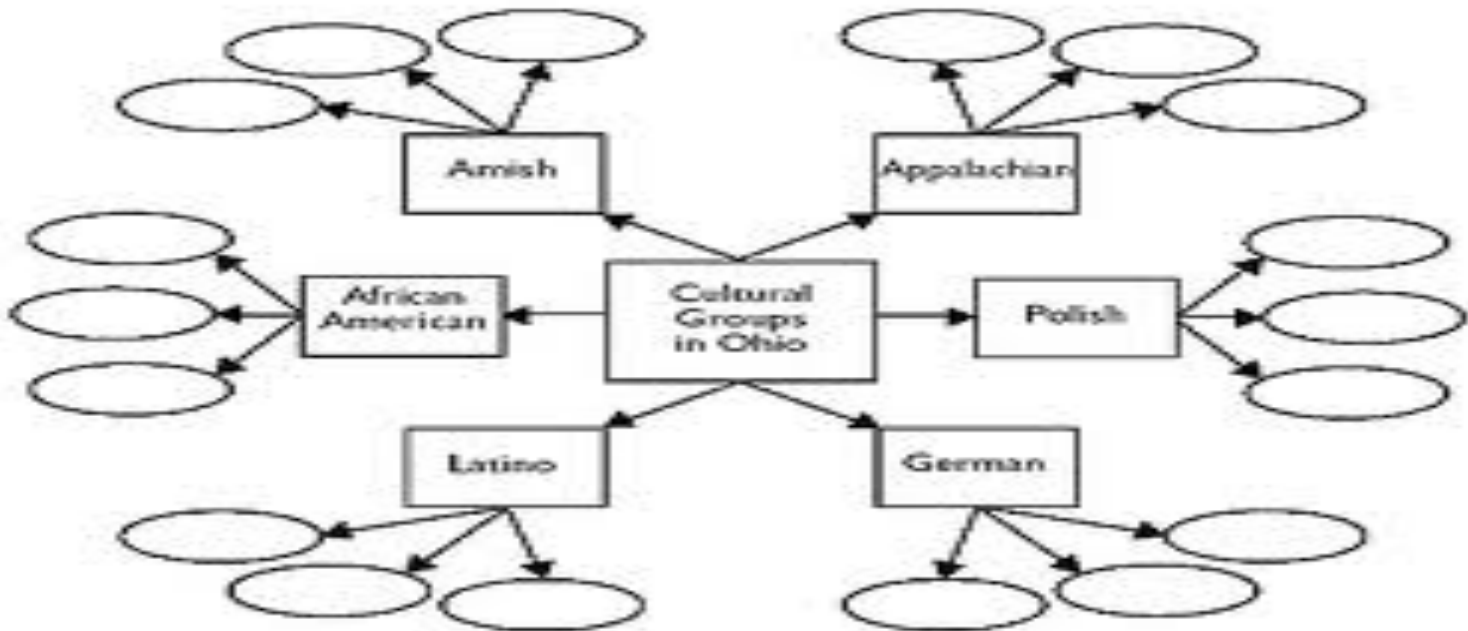 Amish
Appalachian
African
American
Cultural
Groups
in Ohio
Polish
Latino
German